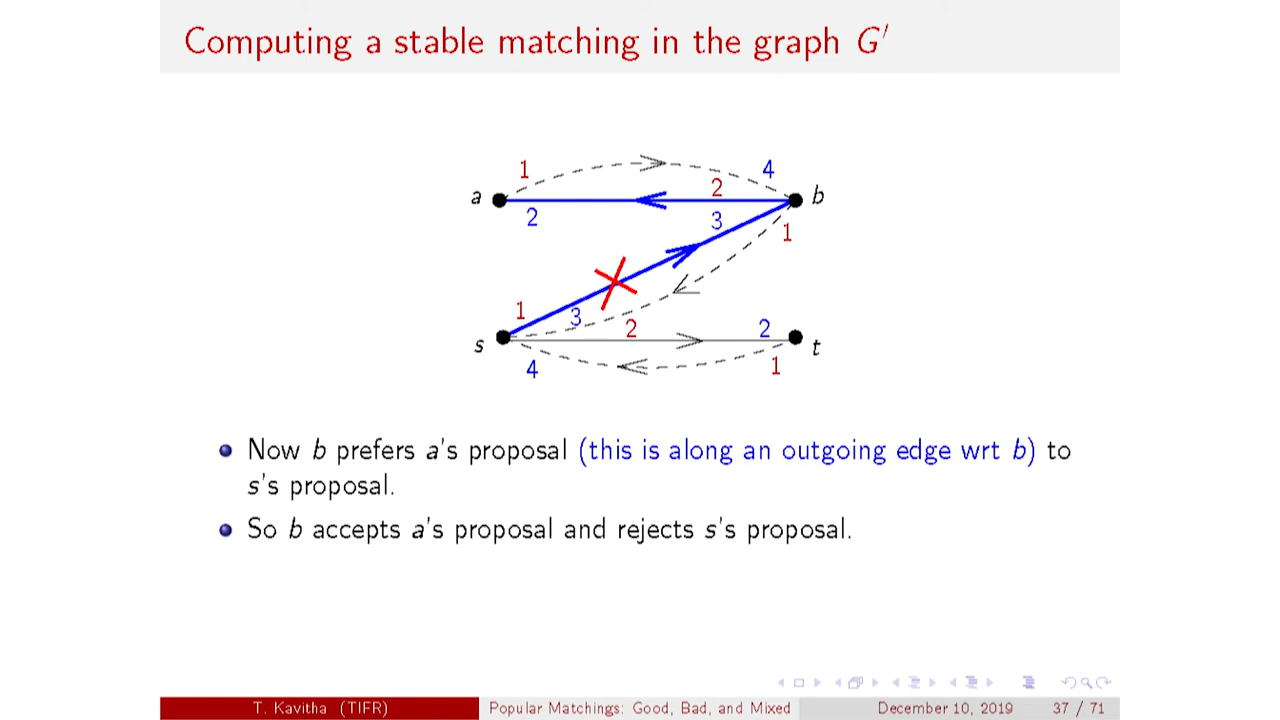 Computing a stable matching in the graph G′
1
4
a
2
b
2
3
1
1
3
2
2
s
t
4
1
Now b prefers a's proposal (this is along an outgoing edge wrt b) to
s's proposal.
So b accepts a's proposal and rejects s's proposal.
T. Kavitha (TIFR)
Popular Matchings: Good, Bad, and Mixed
December 10, 2019
37 / 71